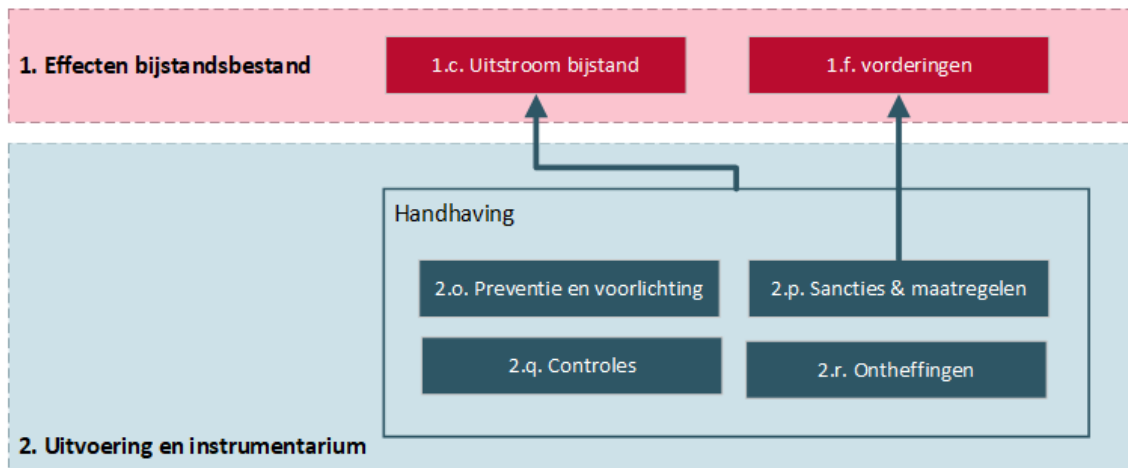 1. Effecten bijstandsbestand
1.c. Uitstroom bijstand
1.f. vorderingen
Handhaving
2.o. Preventie en voorlichting
2.p. Sancties & maatregelen
2.q. Controles
2.r. Ontheffingen
2. Uitvoering en instrumentarium